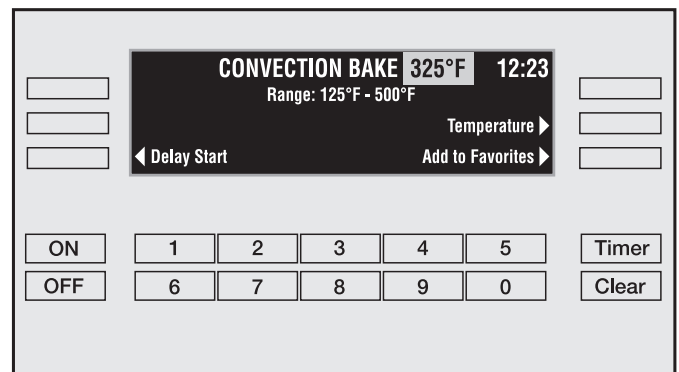 CONVECTION BAKE 325°F 12:23
Range: 125°F - 500°F
Temperature
Delay Start Add to Favorites
ON 1 2 3 4 5 Timer
OFF 6 7 8 9 0 Clear